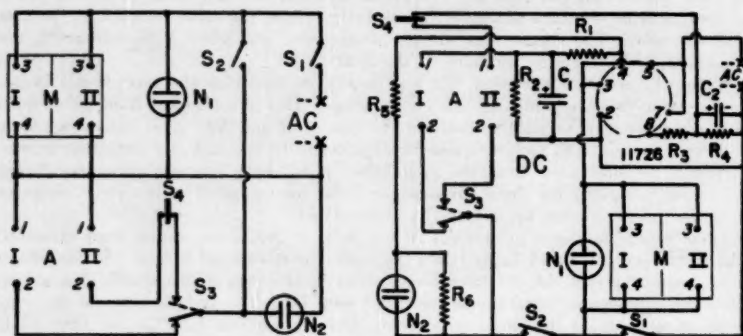 3 3
I M II
4 4
N1
S2
S1
AC
1 1
I A II
2 2
S4
S3
N2
S4
R1
1 1
4 5
AC
R5
I A II
R2
C1
3
C2
2 2
2
8
+
+
R3
R4
11726
DC
S3
3 3
N1
I M II
4 4
N2
R6
S2
S1